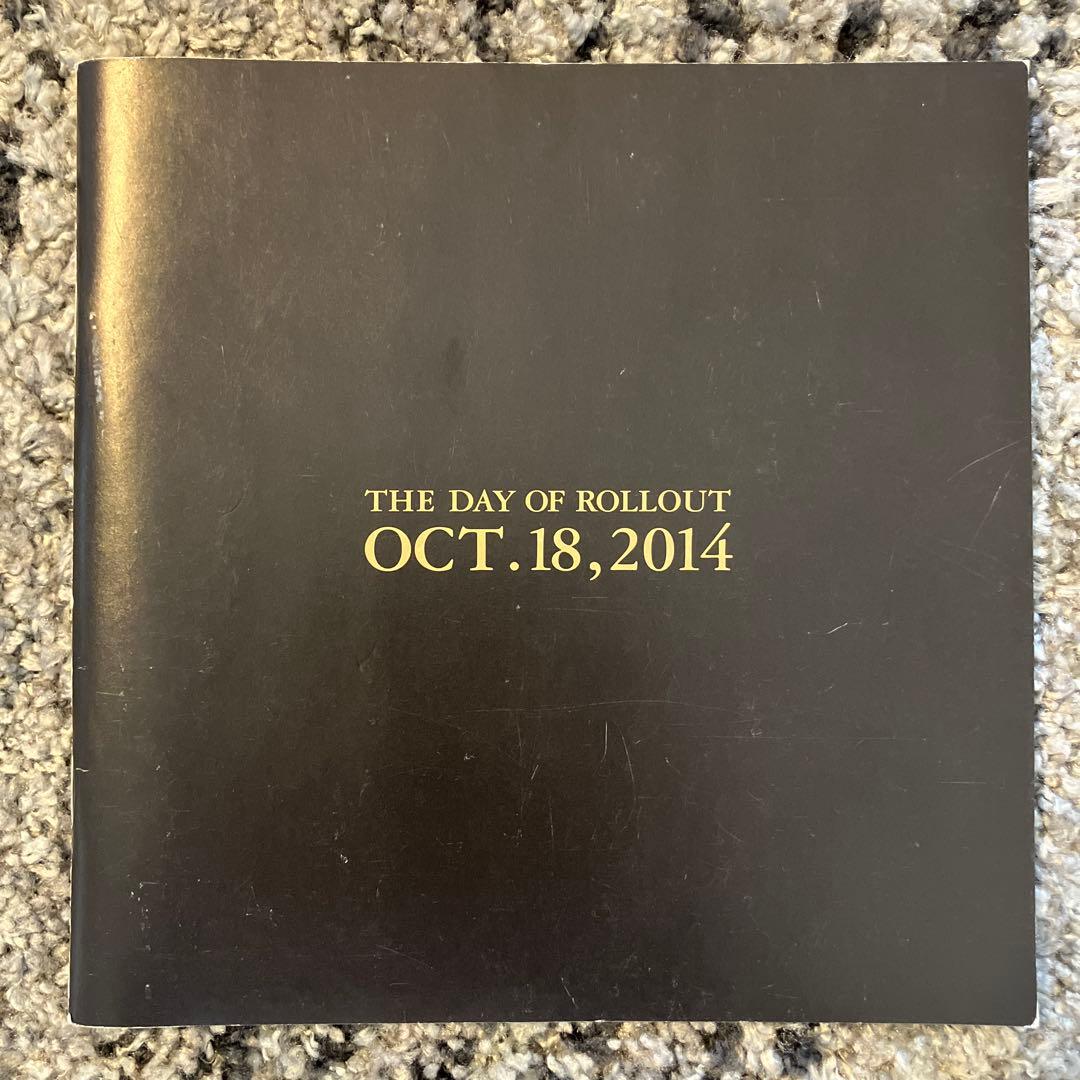 THE DAY OF ROLLOUT
OCT.18,2014